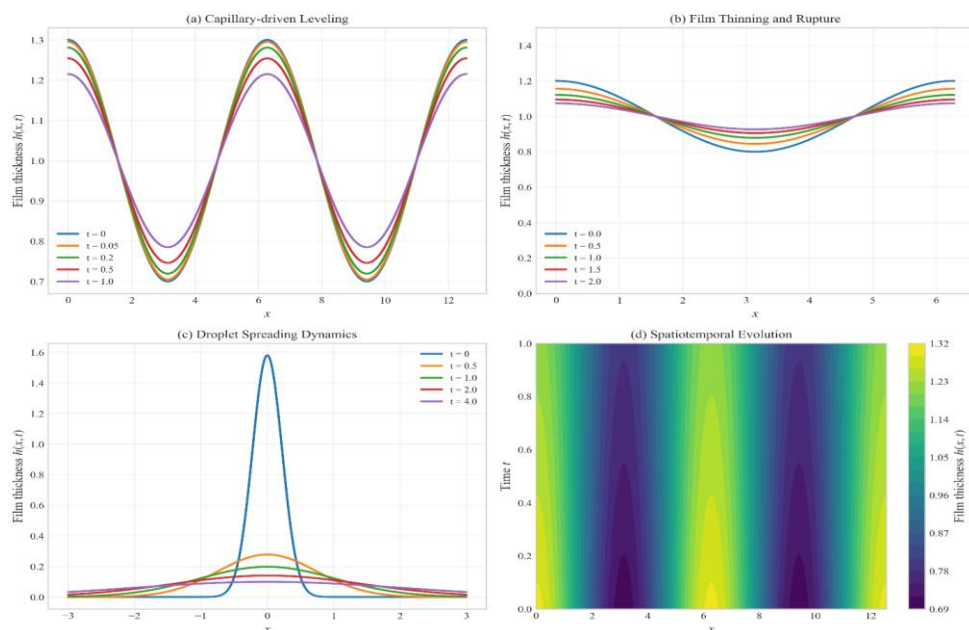 (a) Capillary-driven Leveling
1.3
1.2
1.1
1.0
0.9
0.8
0.7
Film thickness h(x,t)
t = 0
t = 0.05
t = 0.2
t = 0.5
t = 1.0
0 2 4 6 8 10 12
x
(b) Film Thinning and Rupture
1.4
1.2
1.0
0.8
0.6
0.4
0.2
0.0
Film thickness h(x,t)
t = 0.0
t = 0.5
t = 1.0
t = 1.5
t = 2.0
0 1 2 3 4 5 6
x
(c) Droplet Spreading Dynamics
1.6
1.4
1.2
1.0
0.8
0.6
0.4
0.2
0.0
Film thickness h(x,t)
t = 0
t = 0.5
t = 1.0
t = 2.0
t = 4.0
−3 −2 −1 0 1 2 3
(d) Spatiotemporal Evolution
1.0
0.8
0.6
0.4
0.2
0.0
Time t
0 2 4 6 8 10 12
1.32
1.23
1.14
1.05
0.96
0.87
0.78
0.69
Film thickness h(x,t)